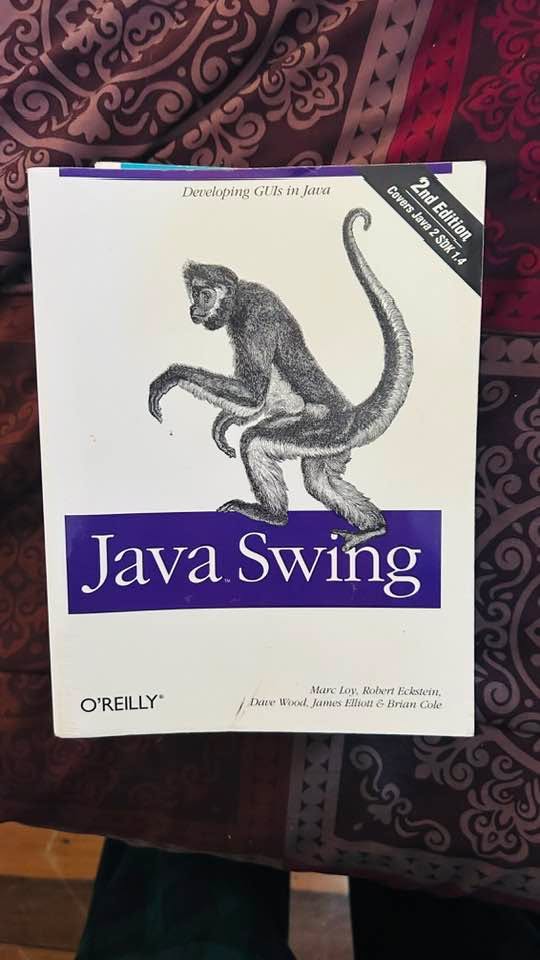 Developing GUIs in Java
2nd Edition
Covers Java 2 SDK 1.4
Java™ Swing
O'REILLY®
Marc Loy, Robert Eckstein,
Dave Wood, James Elliott & Brian Cole